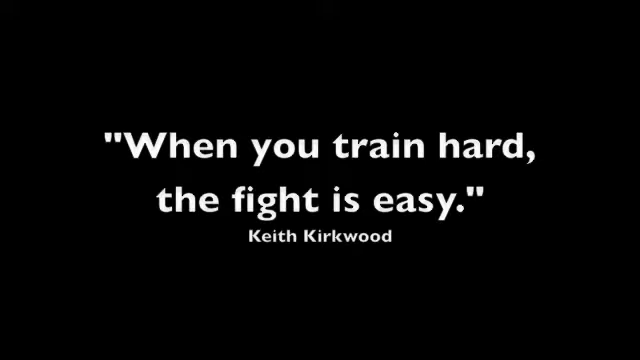 "When you train hard,
the fight is easy."
Keith Kirkwood